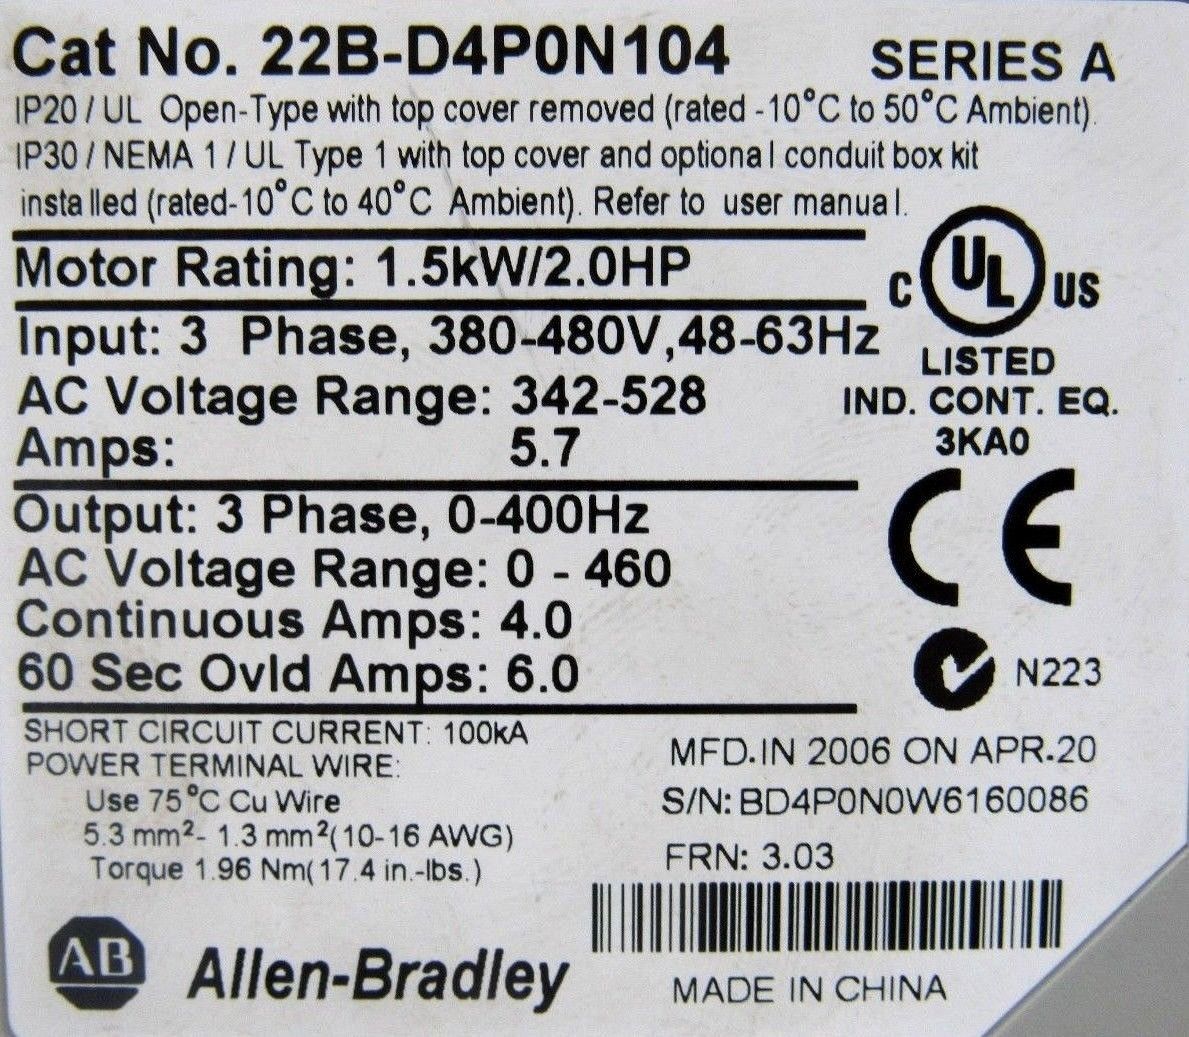 Cat No. 22B-D4P0N104 SERIES A
IP20 / UL Open-Type with top cover removed (rated -10°C to 50°C Ambient).
IP30 / NEMA 1 / UL Type 1 with top cover and optional conduit box kit
installed (rated-10°C to 40°C Ambient). Refer to user manual.
Motor Rating: 1.5kW/2.0HP
C UL US
Input: 3 Phase, 380-480V,48-63Hz
LISTED
AC Voltage Range: 342-528
IND. CONT. EQ.
Amps: 5.7
3KA0
CE
Output: 3 Phase, 0-400Hz
AC Voltage Range: 0 - 460
Continuous Amps: 4.0
60 Sec Ovld Amps: 6.0
N223
SHORT CIRCUIT CURRENT: 100kA
POWER TERMINAL WIRE:
Use 75°C Cu Wire
5.3 mm²- 1.3 mm²(10-16 AWG)
Torque 1.96 Nm(17.4 in.-lbs.)
MFD.IN 2006 ON APR.20
S/N: BD4P0N0W6160086
FRN: 3.03
AB Allen-Bradley
MADE IN CHINA